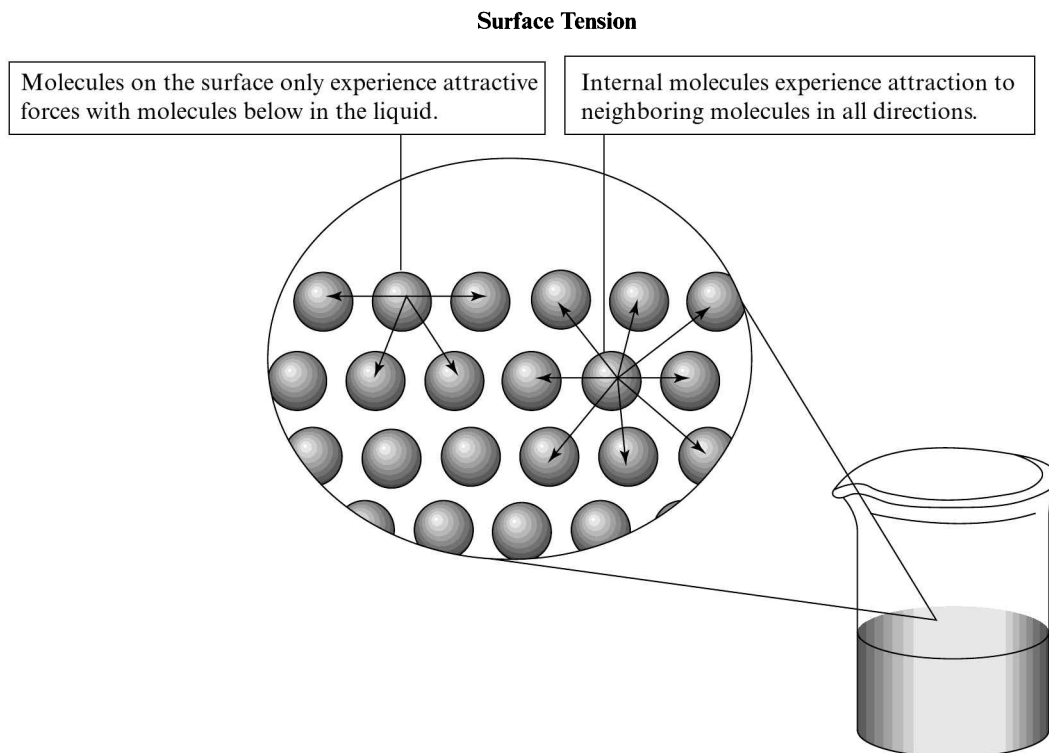 Surface Tension
Molecules on the surface only experience attractive
forces with molecules below in the liquid.
Internal molecules experience attraction to
neighboring molecules in all directions.